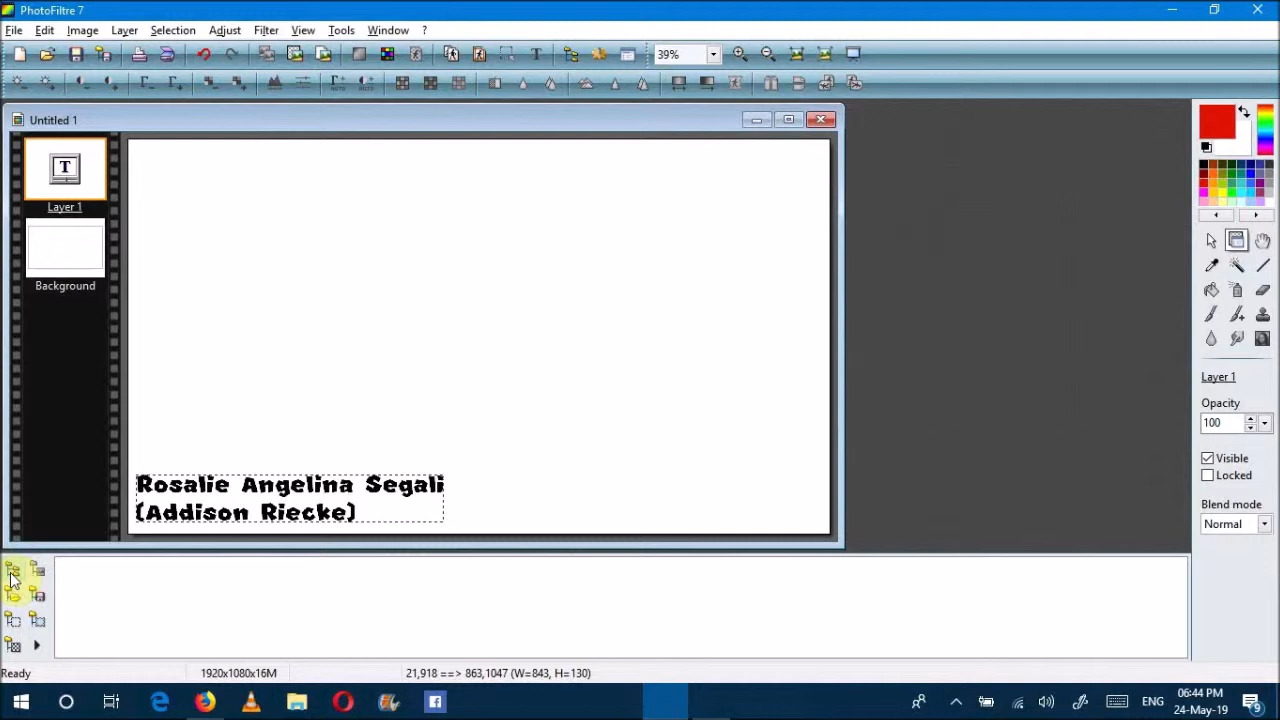 PhotoFiltre 7
File Edit Image Layer Selection Adjust Filter View Tools Window ?
39%
Untitled 1
T
Layer 1
Background
Rosalie Angelina Segali
(Addison Riecke)
Layer 1
Opacity
100
Visible
Locked
Blend mode
Normal
Ready 1920x1080x16M 21,918 ==> 863,1047 (W=843, H=130)
ENG
06:44 PM
24-May-19
9